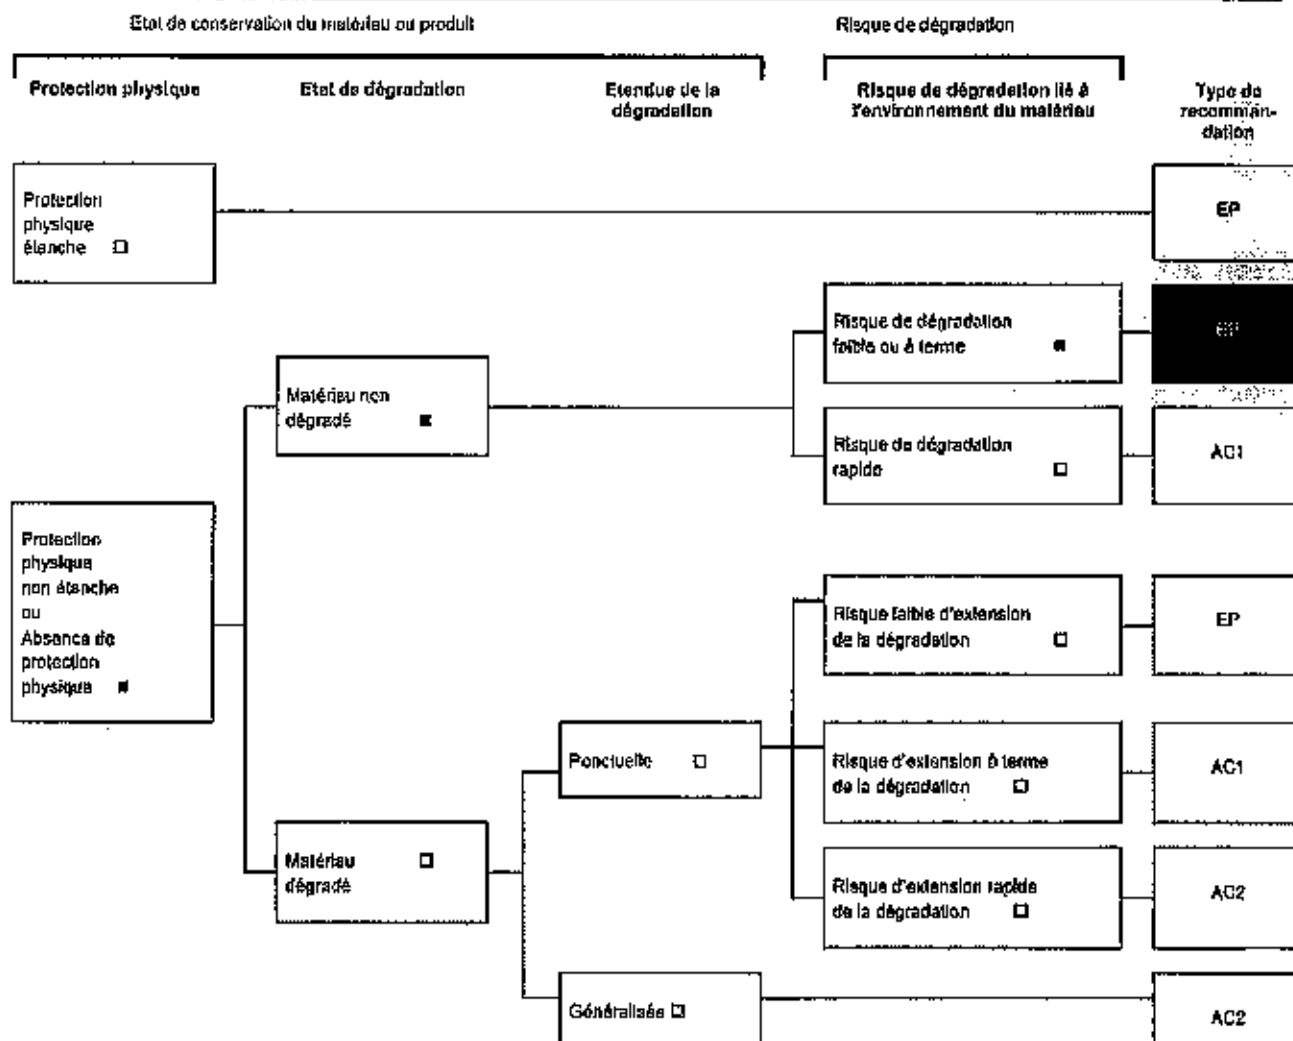 Etat de conservation du matériau ou produit
Risque de dégradation
Protection physique
Etat de dégradation
Etendue de la
dégradation
Risque de dégradation lié à
l'environnement du matériau
Type de
recomman-
dation
Protection
physique
étanche □
EP
Risque de dégradation
faible ou à terme ■
EP
Matériau non
dégradé ■
Risque de dégradation
rapide □
AC1
Protection
physique
non étanche
ou
Absence de
protection
physique ■
Risque faible d'extension
de la dégradation □
EP
Ponctuelle □
Risque d'extension à terme
de la dégradation □
AC1
Matériau □
dégradé
Risque d'extension rapide
de la dégradation □
AC2
Généralisée □
AC2